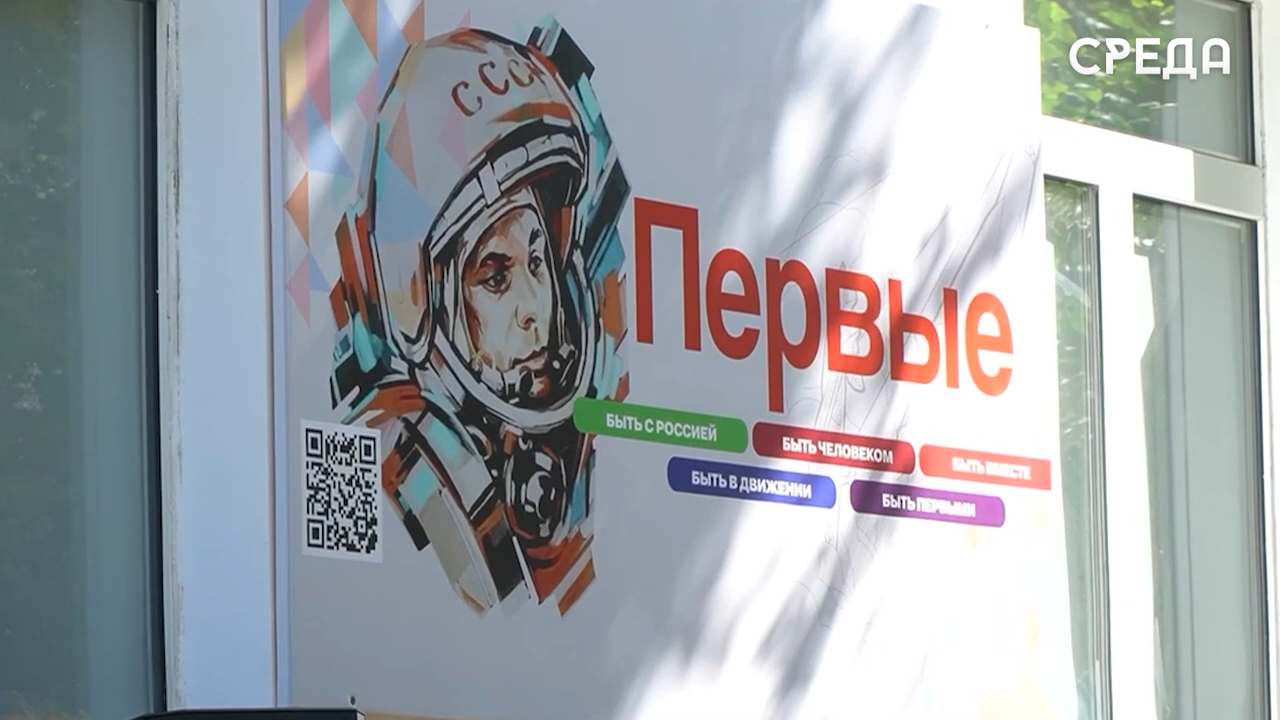 СРЕДА
СССР
Первые
БЫТЬ С РОССИЕЙ
БЫТЬ ЧЕЛОВЕКОМ
БЫТЬ ВМЕСТЕ
БЫТЬ В ДВИЖЕНИИ
БЫТЬ ПЕРВЫМИ